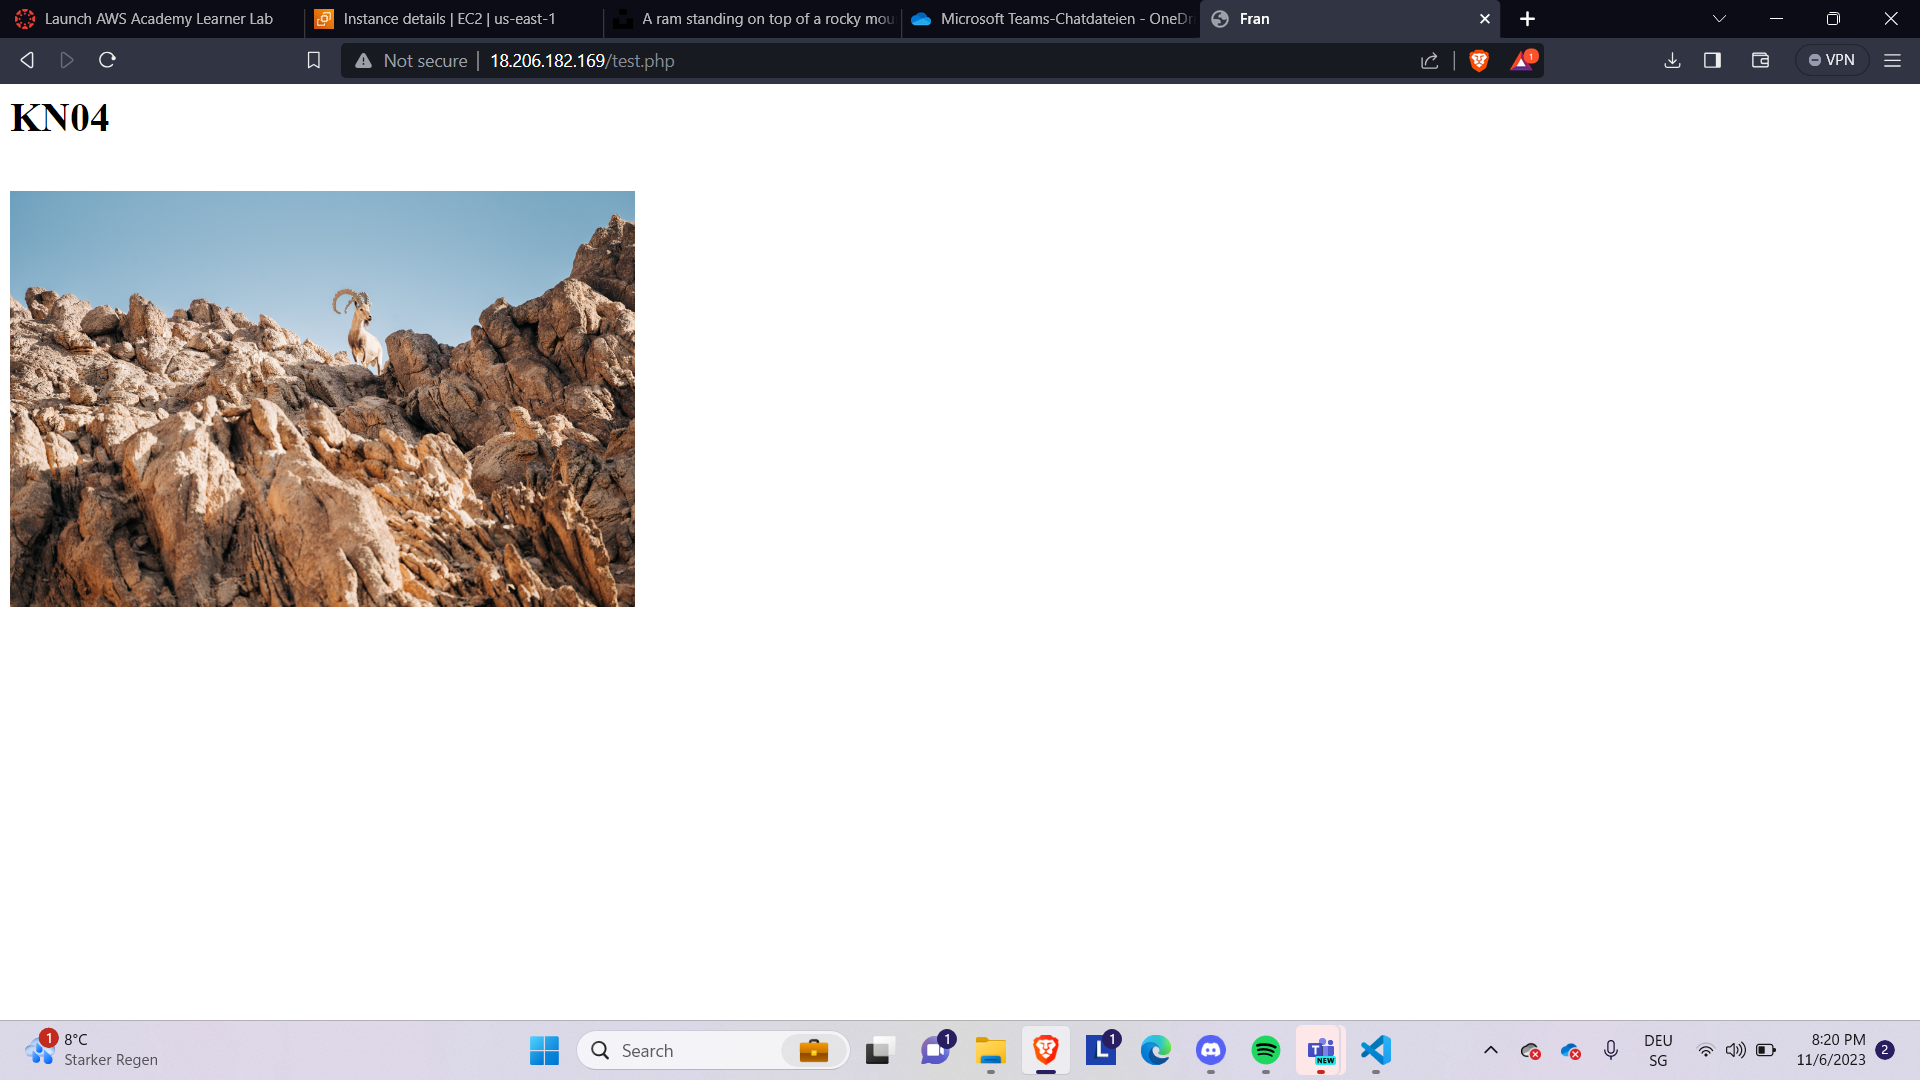 Launch AWS Academy Learner Lab
Instance details | EC2 | us-east-1
A ram standing on top of a rocky mou
Microsoft Teams-Chatdateien - OneDr
Fran
Not secure
18.206.182.169/test.php
1
VPN
KN04
1
8°C
Starker Regen
Search
1
L
1
NEW
DEU
SG
8:20 PM
11/6/2023
2